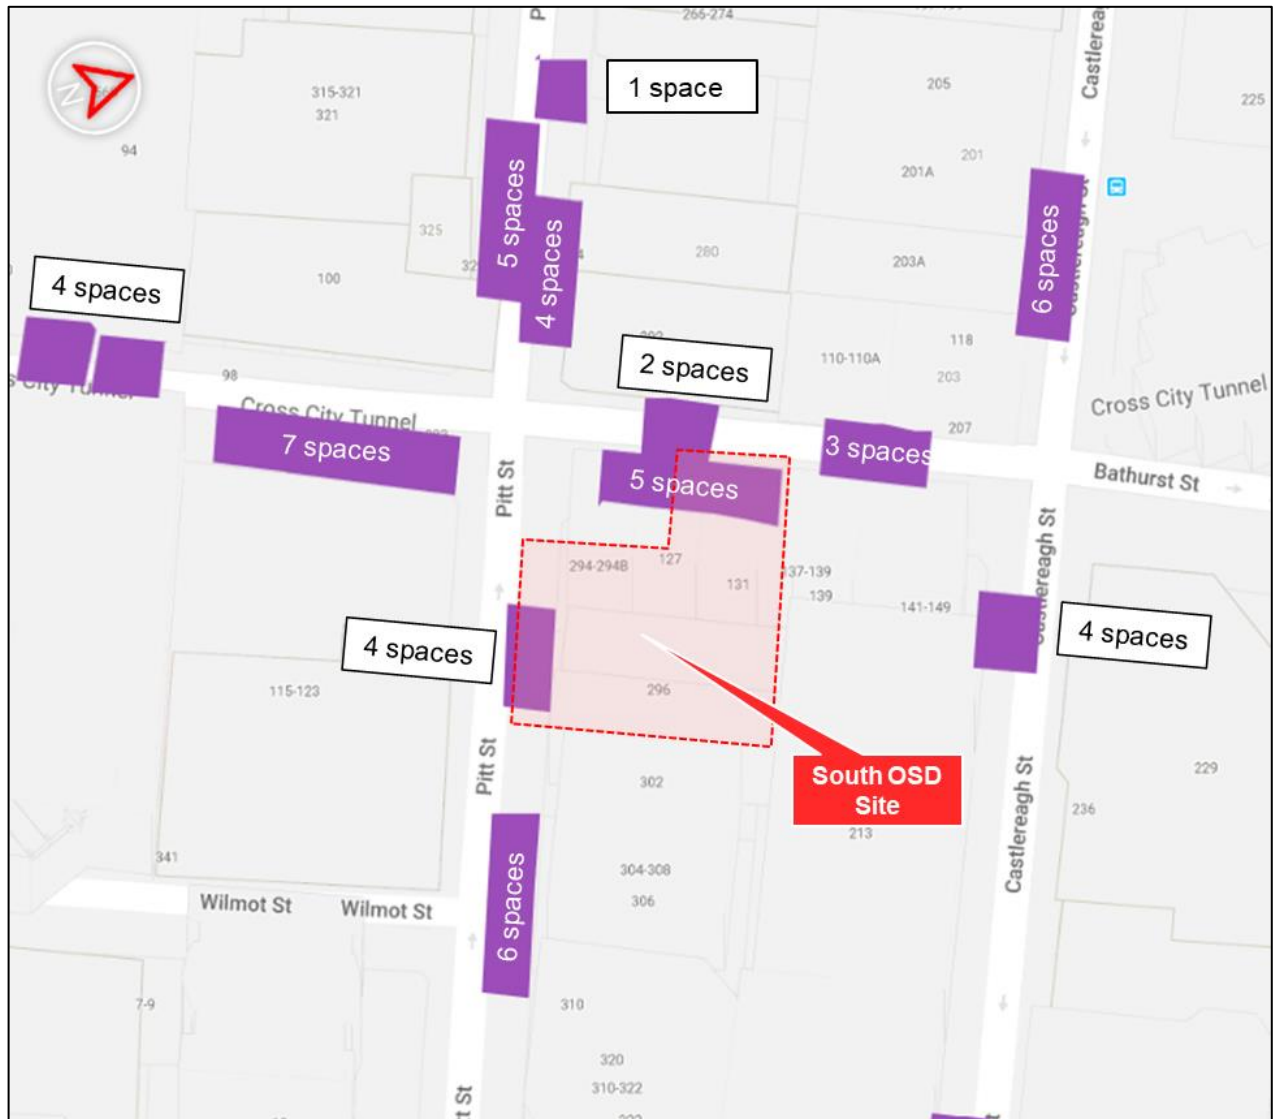 266-274
P
Castlerea
205
225
315-321
321
1 space
94
201
201A
N
5 spaces
325
4 spaces
280
203A
6 spaces
100
4 spaces
118
110-110A
203
2 spaces
98
Cross City Tunnel
Cross City Tunnel
207
7 spaces
3 spaces
Bathurst St
Pitt St
5 spaces
294-294B
127
131
137-139
139
141-149
Castlereagh St
4 spaces
4 spaces
115-123
296
Pitt St
302
South OSD
Site
229
236
213
Castlereagh St
341
304-308
306
Wilmot St
Wilmot St
6 spaces
7-9
310
320
310-322
t St
t